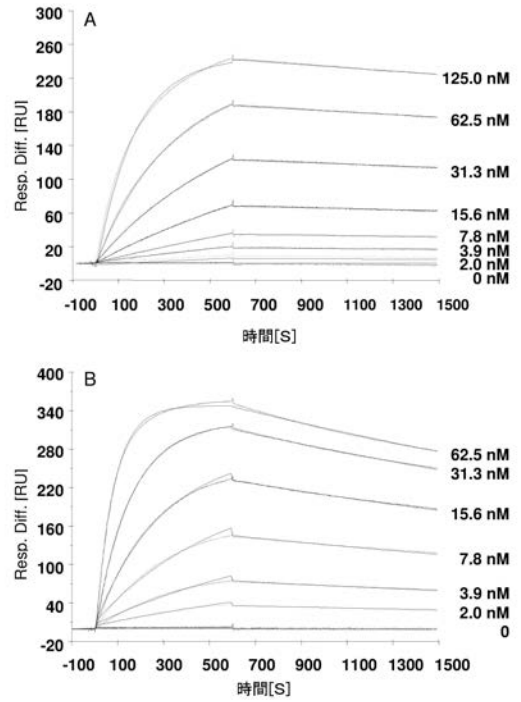 A
300
260
220
180
140
100
60
20
-20
Resp. Diff. [RU]
125.0 nM
62.5 nM
31.3 nM
15.6 nM
7.8 nM
3.9 nM
2.0 nM
0 nM
-100 100 300 500 700 900 1100 1300 1500
時間[S]
B
400
340
280
220
160
100
40
-20
Resp. Diff. [RU]
62.5 nM
31.3 nM
15.6 nM
7.8 nM
3.9 nM
2.0 nM
0
-100 100 300 500 700 900 1100 1300 1500
時間[S]